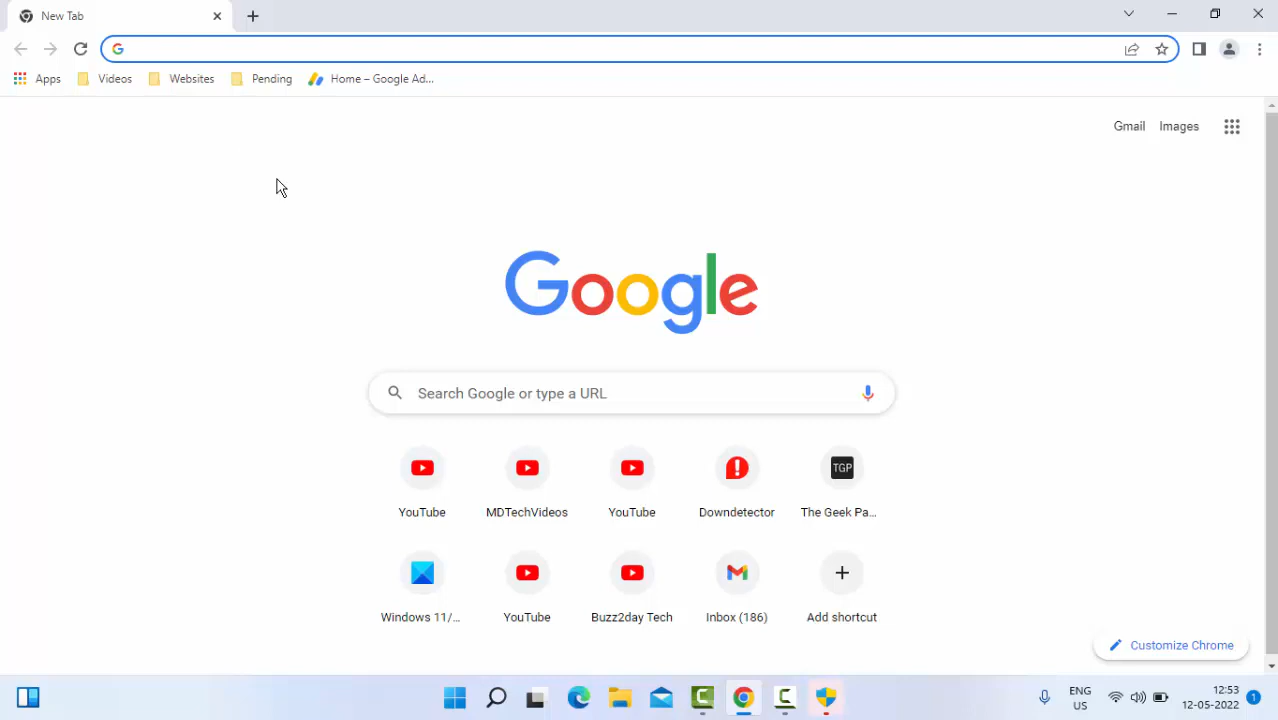 New Tab
Apps Videos Websites Pending Home – Google Ad...
Gmail Images
Google
Search Google or type a URL
YouTube MDTechVideos YouTube Downdetector TGP The Geek Pa...
Windows 11/... YouTube Buzz2day Tech Inbox (186) Add shortcut
Customize Chrome
ENG
US
12:53
12-05-2022
1